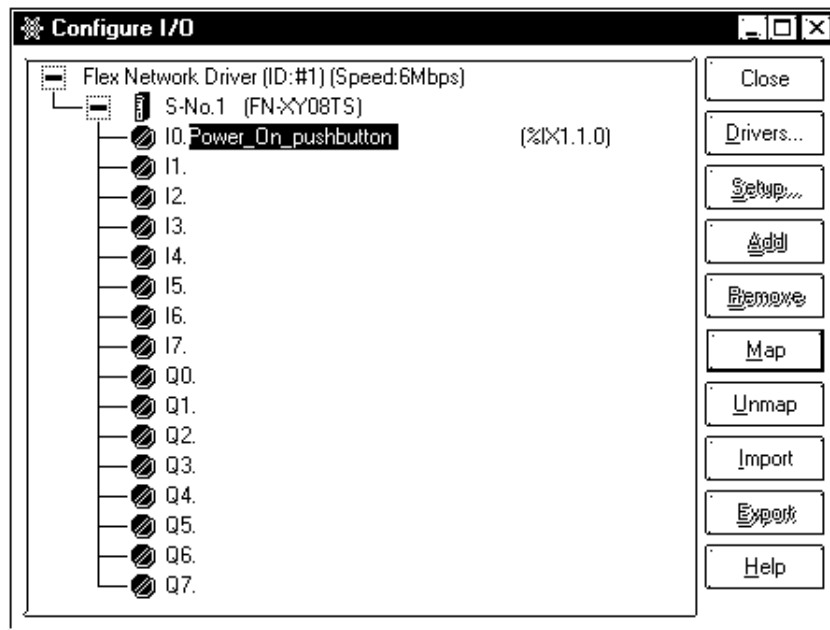 Configure I/O
Flex Network Driver (ID:#1) (Speed:6Mbps)
S-No.1 (FN-XY08TS)
I0.Power_On_pushbutton (%IX1.1.0)
I1.
I2.
I3.
I4.
I5.
I6.
I7.
Q0.
Q1.
Q2.
Q3.
Q4.
Q5.
Q6.
Q7.
Close
Drivers...
Setup...
Add
Remove
Map
Unmap
Import
Export
Help